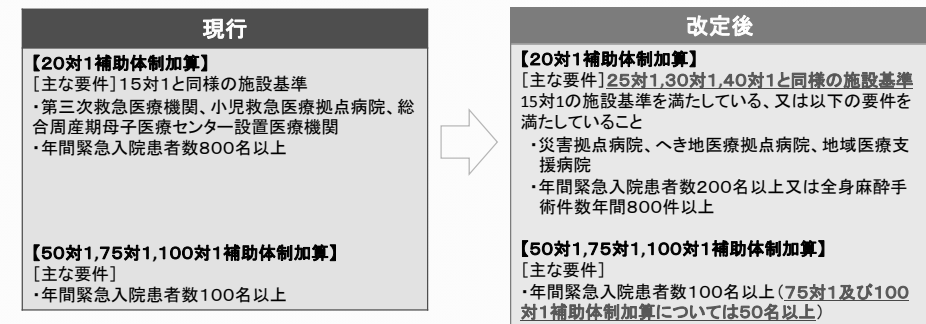 現行
【20対1補助体制加算】
[主な要件]15対1と同様の施設基準
・第三次救急医療機関、小児救急医療拠点病院、総
合周産期母子医療センター設置医療機関
・年間緊急入院患者数800名以上
【50対1,75対1,100対1補助体制加算】
[主な要件]
・年間緊急入院患者数100名以上
改定後
【20対1補助体制加算】
[主な要件]25対1,30対1,40対1と同様の施設基準
15対1の施設基準を満たしている、又は以下の要件を
満たしていること
・災害拠点病院、へき地医療拠点病院、地域医療支
援病院
・年間緊急入院患者数200名以上又は全身麻酔手
術件数年間800件以上
【50対1,75対1,100対1補助体制加算】
[主な要件]
・年間緊急入院患者数100名以上(75対1及び100
対1補助体制加算については50名以上)